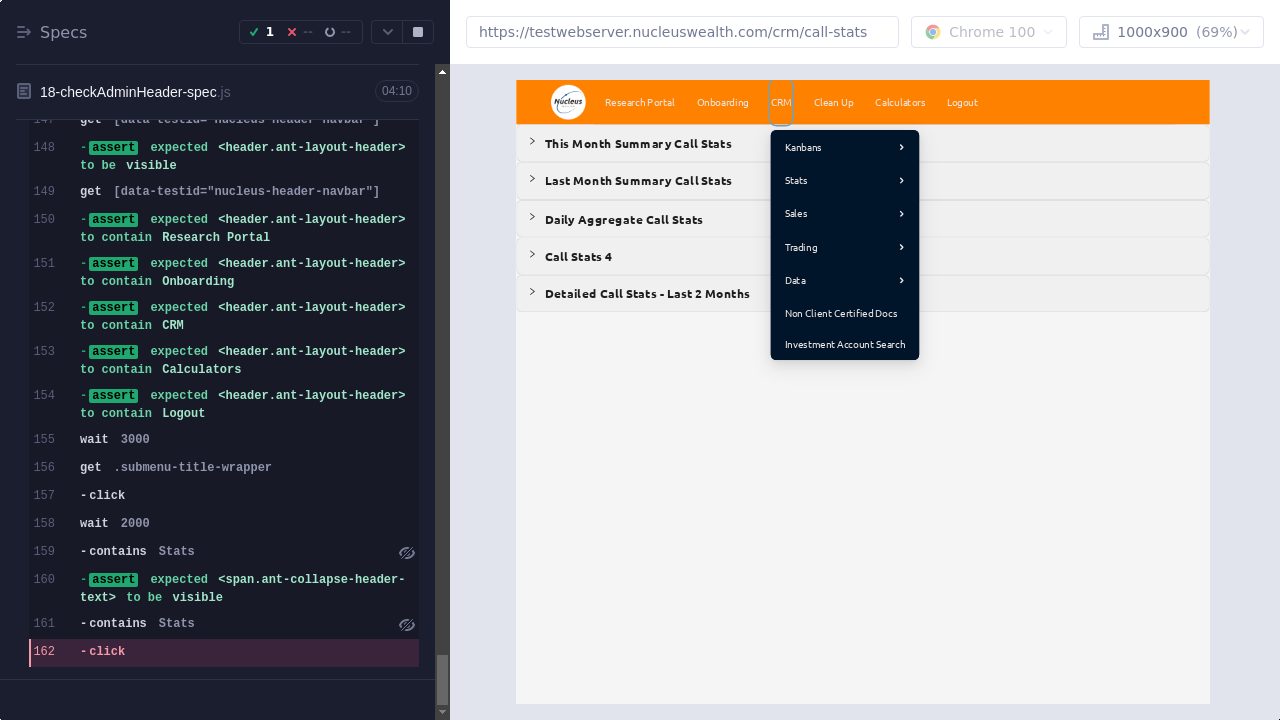 Specs
1
--
--
https://testwebserver.nucleuswealth.com/crm/call-stats
Chrome 100
1000x900 (69%)
18-checkAdminHeader-spec.js
04:10
147 get [data-testid="nucleus-header-navbar"]
148 -assert expected <header.ant-layout-header>
to be visible
149 get [data-testid="nucleus-header-navbar"]
150 -assert expected <header.ant-layout-header>
to contain Research Portal
151 -assert expected <header.ant-layout-header>
to contain Onboarding
152 -assert expected <header.ant-layout-header>
to contain CRM
153 -assert expected <header.ant-layout-header>
to contain Calculators
154 -assert expected <header.ant-layout-header>
to contain Logout
155 wait 3000
156 get .submenu-title-wrapper
157 -click
158 wait 2000
159 -contains Stats
160 -assert expected <span.ant-collapse-header-
text> to be visible
161 -contains Stats
162 -click
Nucleus
Research Portal
Onboarding
CRM
Clean Up
Calculators
Logout
This Month Summary Call Stats
Last Month Summary Call Stats
Daily Aggregate Call Stats
Call Stats 4
Detailed Call Stats - Last 2 Months
Kanbans
Stats
Sales
Trading
Data
Non Client Certified Docs
Investment Account Search